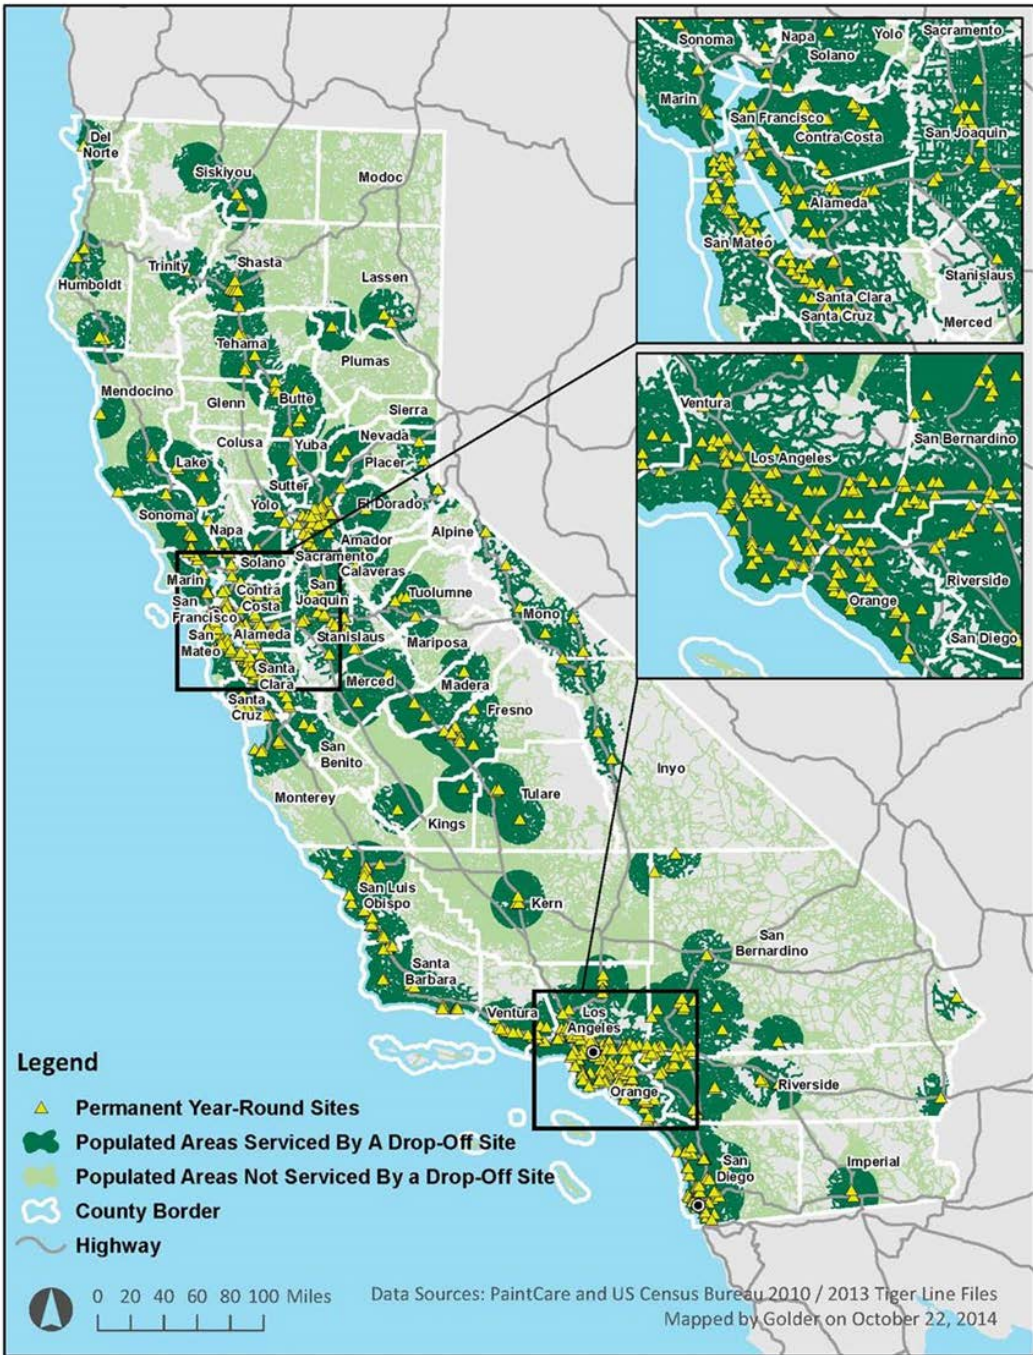 Del
Norte
Siskiyou
Modoc
Trinity
Shasta
Humboldt
Lassen
Tehama
Plumas
Mendocino
Glenn
Butte
Sierra
Colusa
Yuba
Nevada
Lake
Placer
Sutter
Yolo
El Dorado
Sonoma
Napa
Amador
Alpine
Sacramento
Solano
Calaveras
Marin
Contra
Costa
San
Joaquin
Tuolumne
San
Francisco
Mono
Alameda
Stanislaus
San
Mateo
Mariposa
Santa
Clara
Merced
Madera
Santa
Cruz
Fresno
San
Benito
Inyo
Monterey
Tulare
Kings
San Luis
Obispo
Kern
San
Bernardino
Santa
Barbara
Ventura
Los
Angeles
Orange
Riverside
San
Diego
Imperial
Sonoma
Napa
Yolo
Sacramento
Solano
Marin
San Francisco
Contra Costa
San Joaquin
Alameda
San Mateo
Stanislaus
Santa Clara
Santa Cruz
Merced
Ventura
San Bernardino
Los Angeles
Riverside
Orange
San Diego
Legend
Permanent Year-Round Sites
Populated Areas Serviced By A Drop-Off Site
Populated Areas Not Serviced By a Drop-Off Site
County Border
Highway
0 20 40 60 80 100 Miles
Data Sources: PaintCare and US Census Bureau 2010 / 2013 Tiger Line Files
Mapped by Golder on October 22, 2014